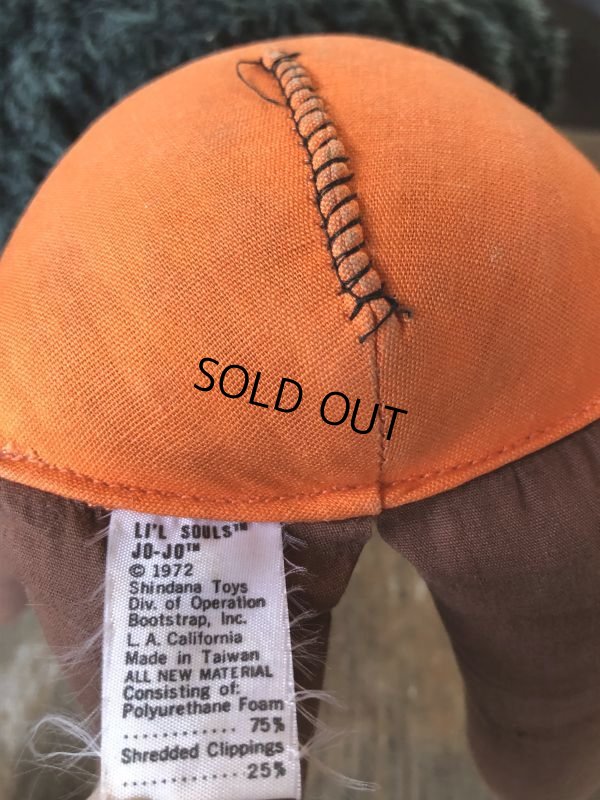 SOLD OUT
LI'L SOULS™
JO-JO™
© 1972
Shindana Toys
Div. of Operation
Bootstrap, Inc.
L. A. California
Made in Taiwan
ALL NEW MATERIAL
Consisting of:
Polyurethane Foam
............ 75%
Shredded Clippings
............ 25%